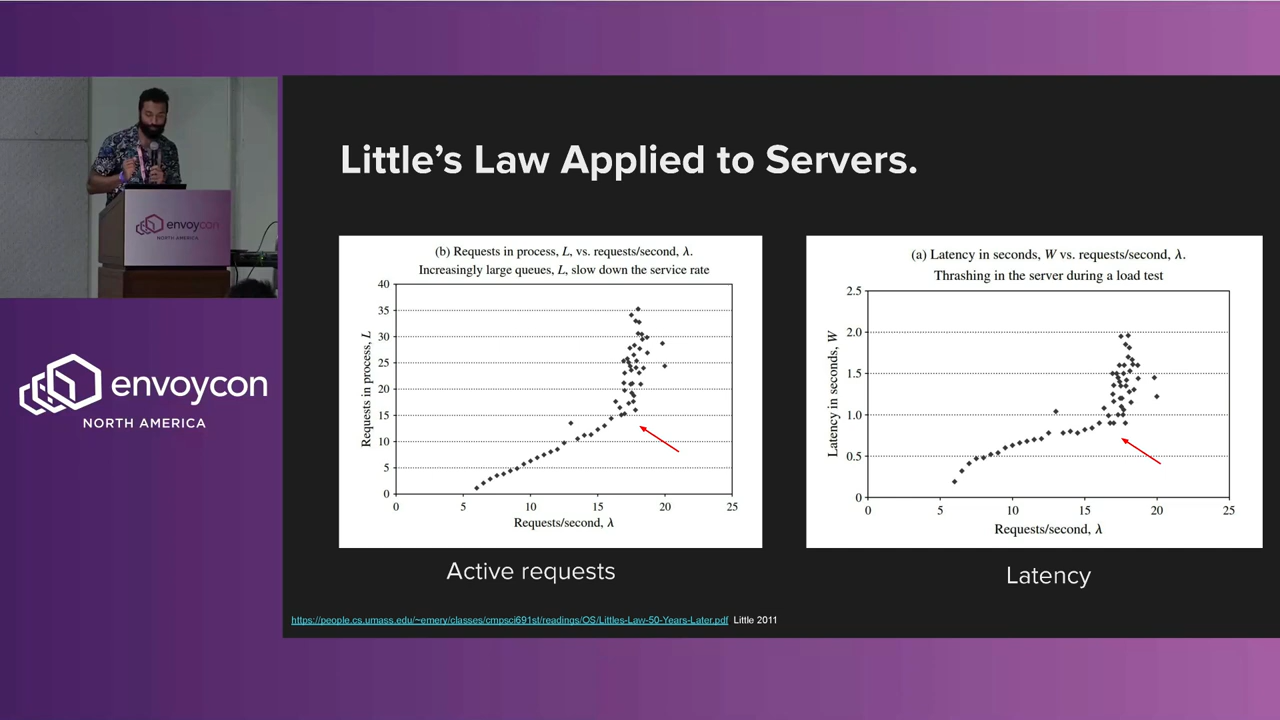 Little's Law Applied to Servers.
envoycon
NORTH AMERICA
envoycon
NORTH AMERICA
(b) Requests in process, L, vs. requests/second, λ.
Increasingly large queues, L, slow down the service rate
40
35
30
25
20
15
10
5
0
Requests in process, L
0 5 10 15 20 25
Requests/second, λ
Active requests
(a) Latency in seconds, W vs. requests/second, λ.
Thrashing in the server during a load test
2.5
2.0
1.5
1.0
0.5
0
Latency in seconds, W
0 5 10 15 20 25
Requests/second, λ
Latency
https://people.cs.umass.edu/~emery/classes/cmpsci691st/readings/OS/Littles-Law-50-Years-Later.pdf Little 2011